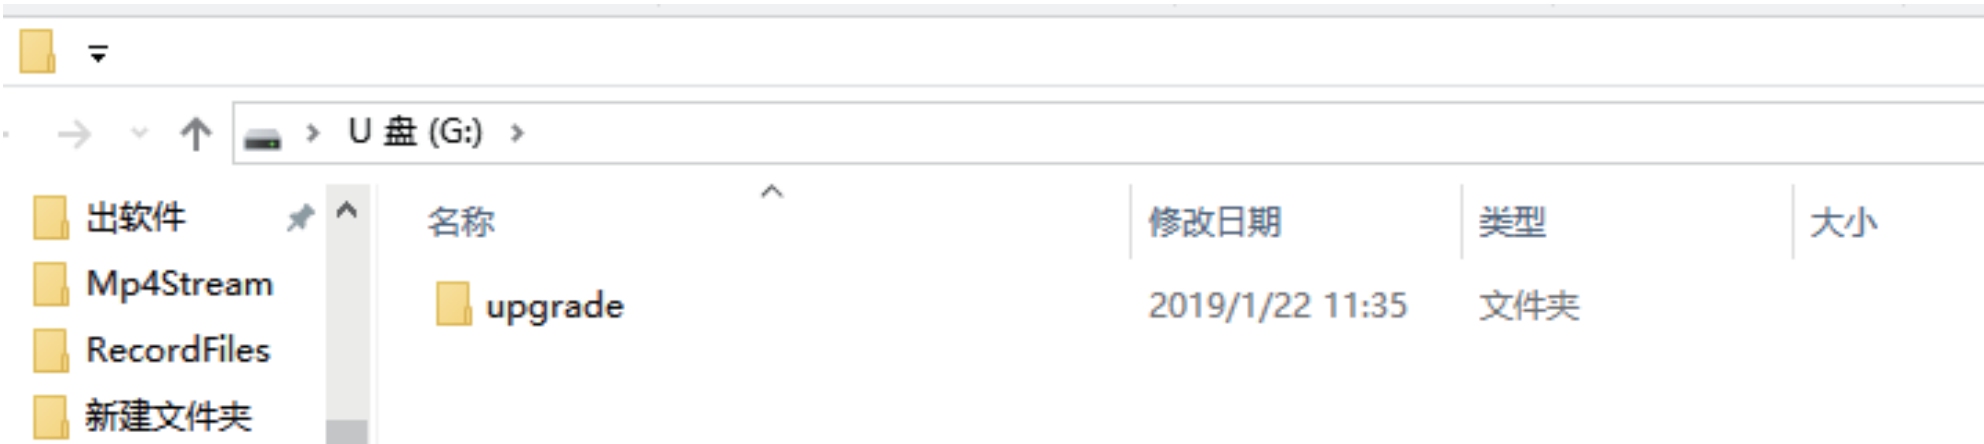 U 盘 (G:)
出软件
Mp4Stream
RecordFiles
新建文件夹
名称 修改日期 类型 大小
upgrade 2019/1/22 11:35 文件夹